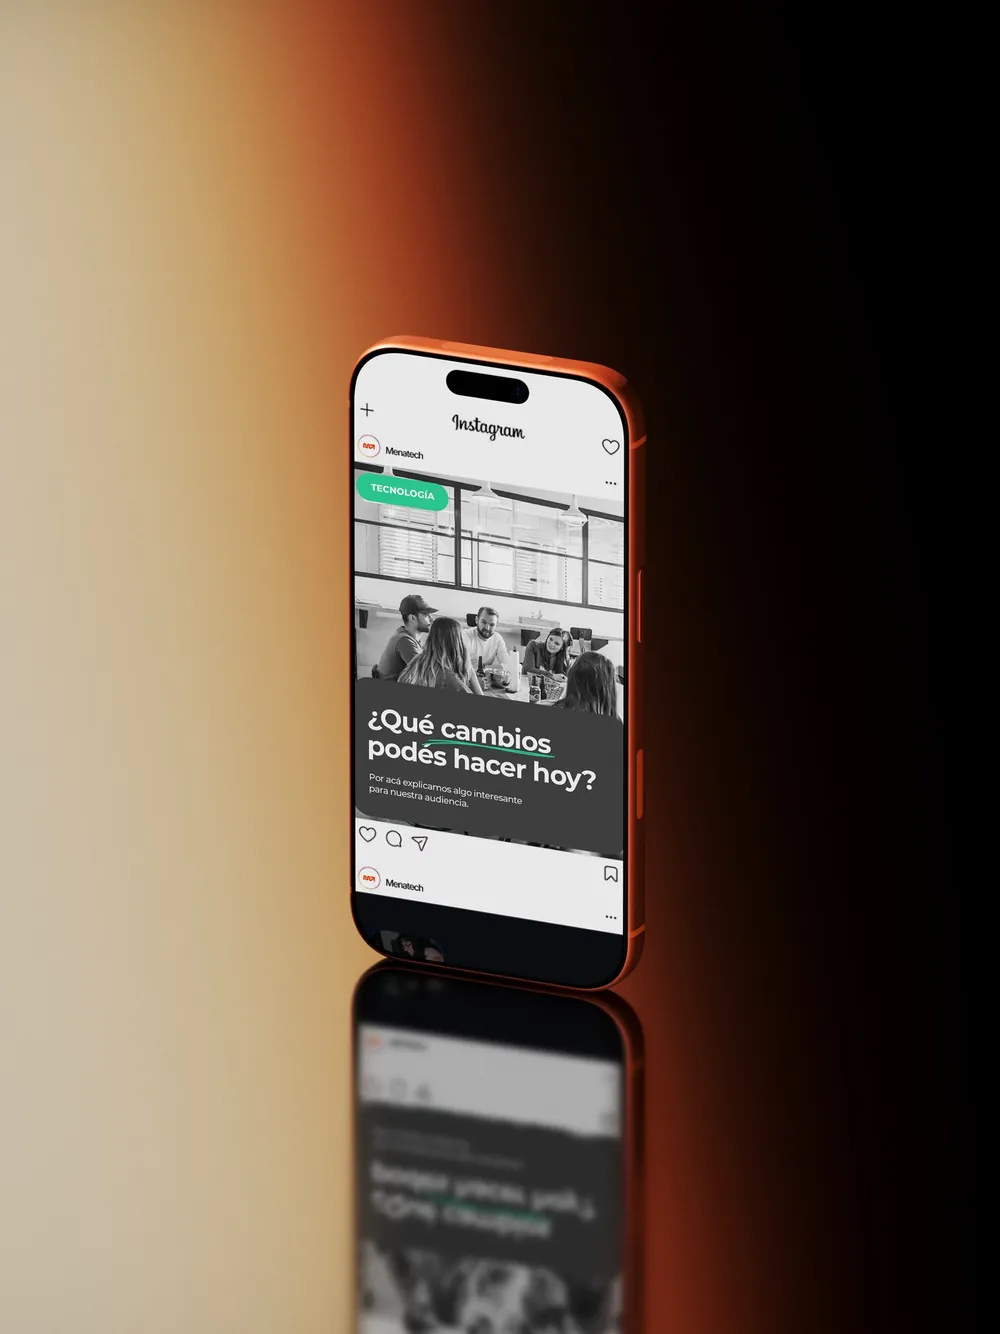 Instagram
Menatech
TECNOLOGÍA
¿Qué cambios
podés hacer hoy?
Por acá explicamos algo interesante
para nuestra audiencia.
Menatech